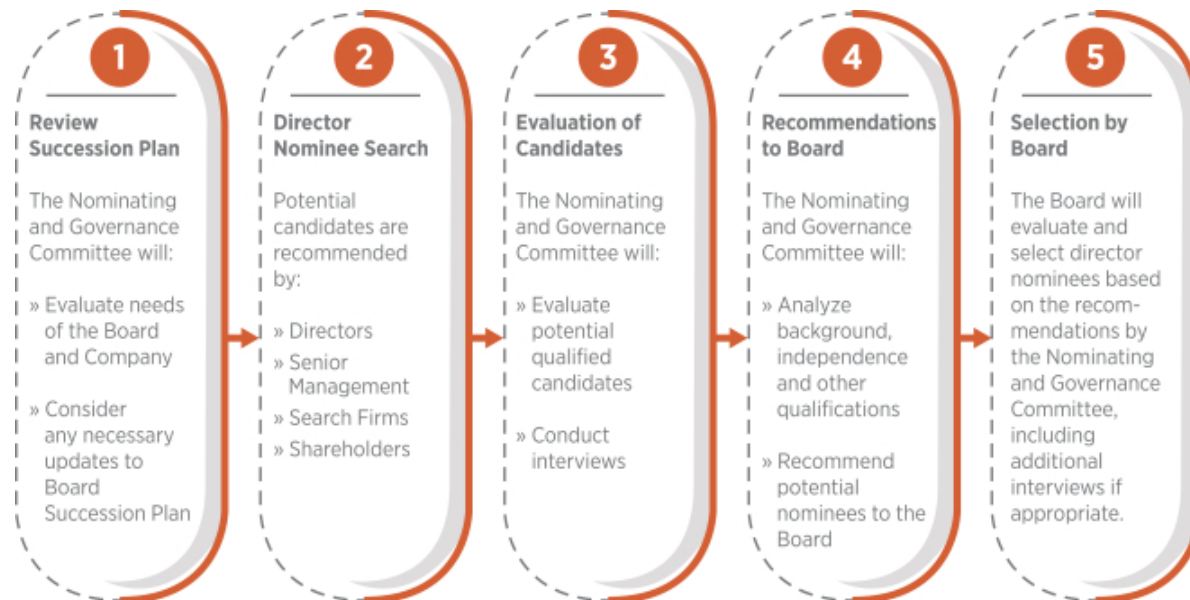 1
Review
Succession Plan
The Nominating
and Governance
Committee will:
» Evaluate needs
of the Board
and Company
» Consider
any necessary
updates to
Board
Succession Plan
2
Director
Nominee Search
Potential
candidates are
recommended
by:
» Directors
» Senior
Management
» Search Firms
» Shareholders
3
Evaluation of
Candidates
The Nominating
and Governance
Committee will:
» Evaluate
potential
qualified
candidates
» Conduct
interviews
4
Recommendations
to Board
The Nominating
and Governance
Committee will:
» Analyze
background,
independence
and other
qualifications
» Recommend
potential
nominees to the
Board
5
Selection by
Board
The Board will
evaluate and
select director
nominees based
on the recom-
mendations by
the Nominating
and Governance
Committee,
including
additional
interviews if
appropriate.